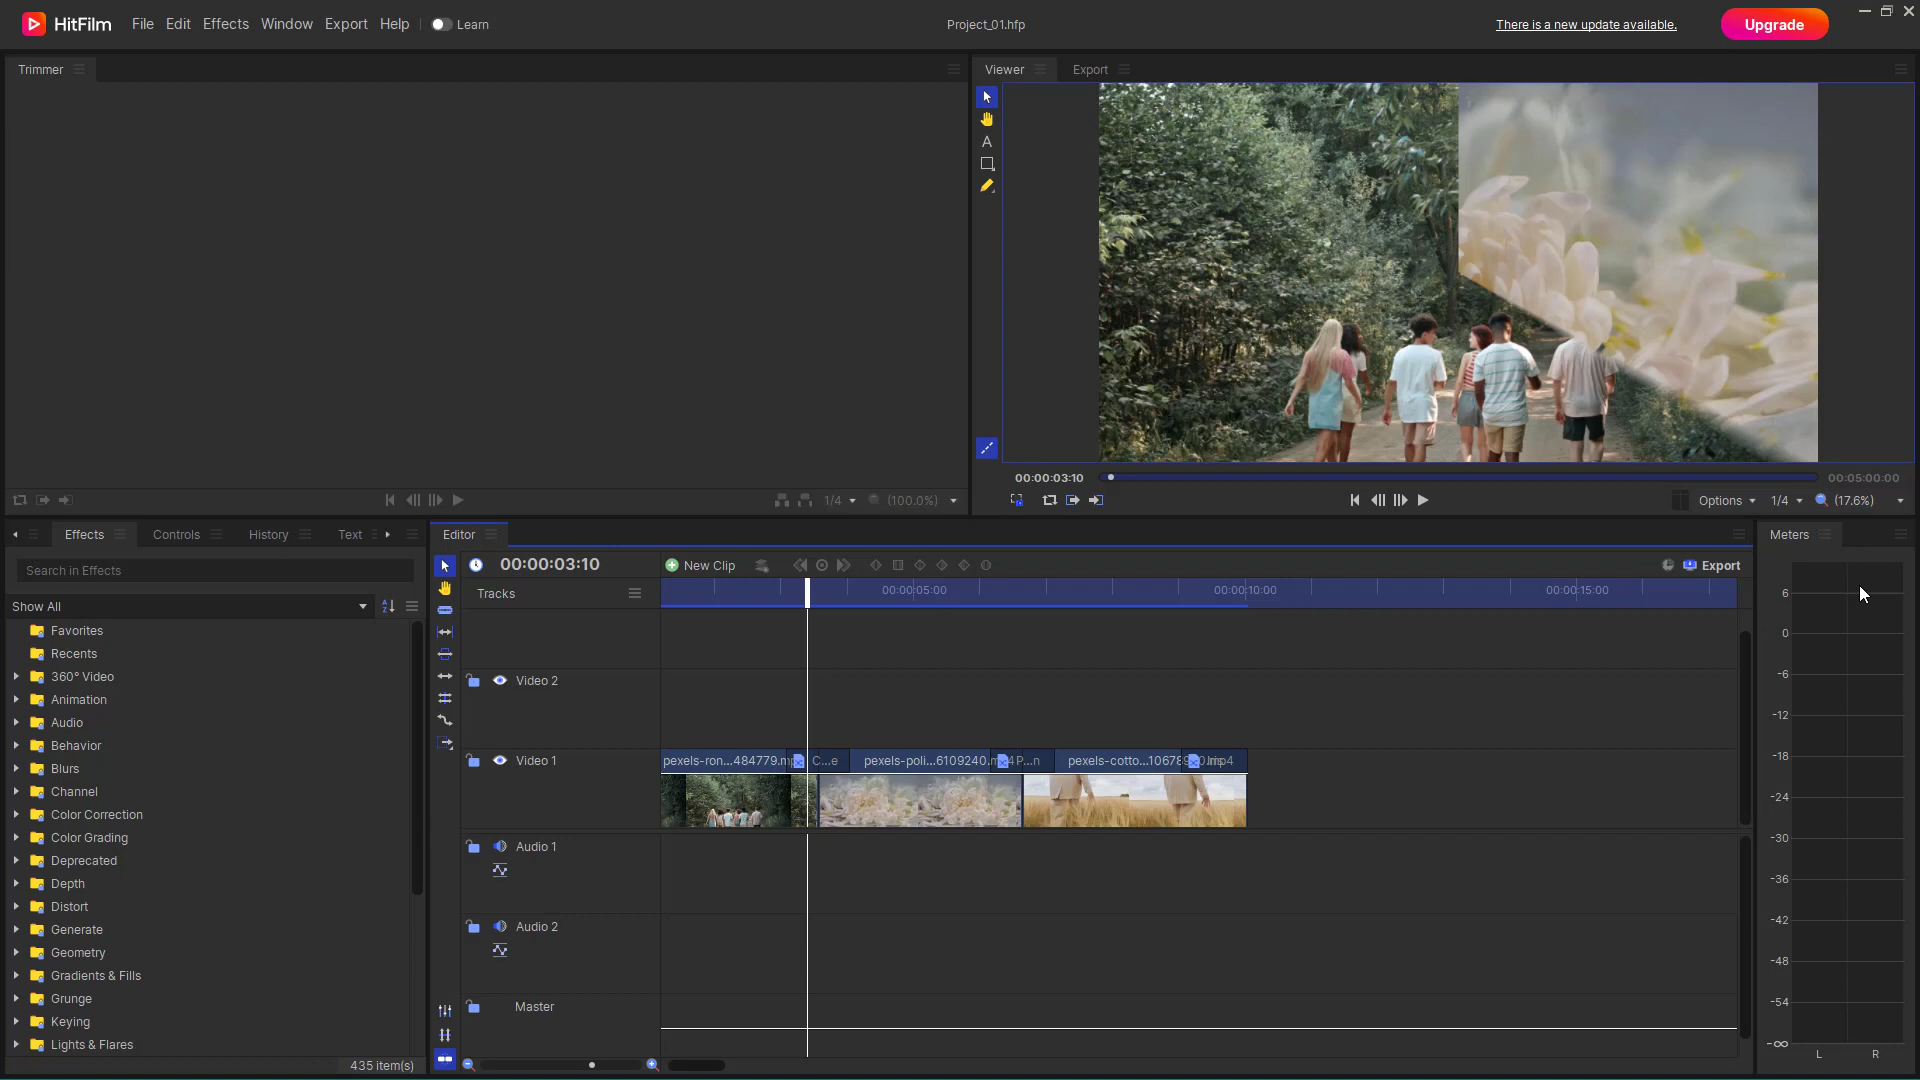 HitFilm File Edit Effects Window Export Help Learn Project_01.hfp There is a new update available. Upgrade
Trimmer
Viewer Export
00:00:03:10 00:05:00:00
1/4 (100.0%)
Options 1/4 (17.6%)
Effects Controls History Text
Editor
Meters
Search in Effects
00:00:03:10 New Clip Export
Show All
Tracks 00:00:05:00 00:00:10:00 00:00:15:00
Favorites
Recents
360° Video
Animation
Audio
Behavior
Blurs
Channel
Color Correction
Color Grading
Deprecated
Depth
Distort
Generate
Geometry
Gradients & Fills
Grunge
Keying
Lights & Flares
435 item(s)
Video 2
Video 1 pexels-ron...484779.mp C...e pexels-poli...6109240.m4P...n pexels-cotto...10678
Audio 1
Audio 2
Master
6
0
-6
-12
-18
-24
-30
-36
-42
-48
-54
-∞
L R